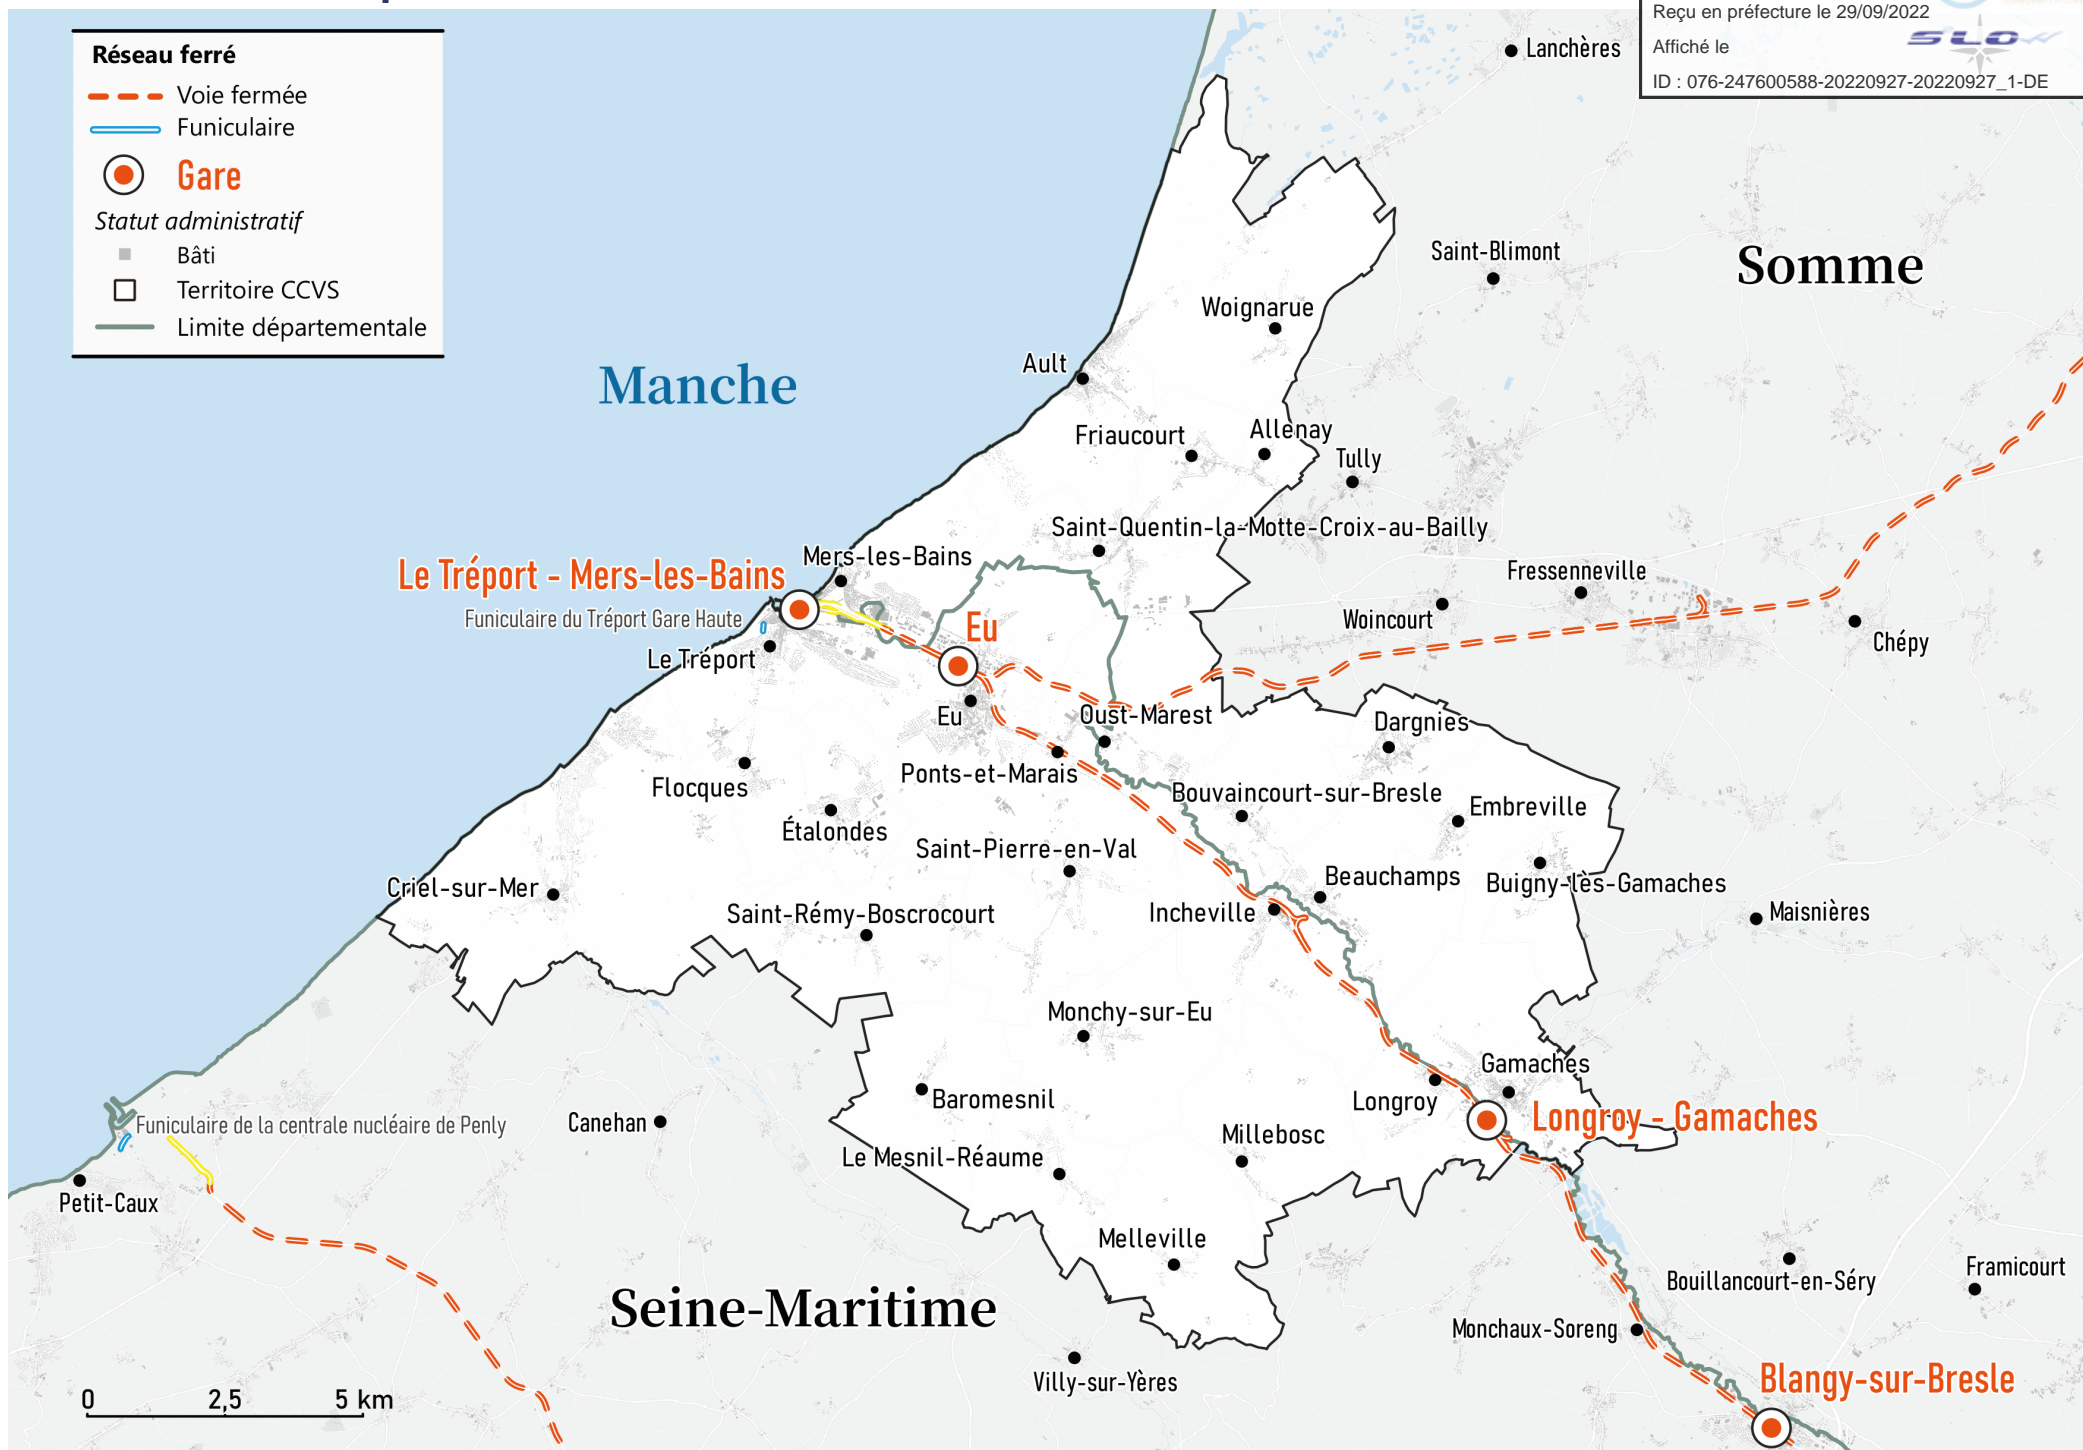 Reçu en préfecture le 29/09/2022
Affiché le
SLOW
ID : 076-247600588-20220927-20220927_1-DE
Réseau ferré
Voie fermée
Funiculaire
Gare
Statut administratif
Bâti
Territoire CCVS
Limite départementale
Lanchères
Saint-Blimont
Somme
Woignarue
Ault
Manche
Friaucourt
Allenay
Tully
Saint-Quentin-la-Motte-Croix-au-Bailly
Mers-les-Bains
Le Tréport - Mers-les-Bains
Fressenneville
Funiculaire du Tréport Gare Haute
Woincourt
Eu
Chépy
Le Tréport
Eu
Oust-Marest
Dargnies
Ponts-et-Marais
Flocques
Bouvaincourt-sur-Bresle
Embreville
Étalondes
Saint-Pierre-en-Val
Beauchamps
Buigny-lès-Gamaches
Criel-sur-Mer
Saint-Rémy-Boscrocourt
Incheville
Maisnières
Monchy-sur-Eu
Gamaches
Baromesnil
Longroy
Longroy - Gamaches
Funiculaire de la centrale nucléaire de Penly
Canehan
Millebosc
Le Mesnil-Réaume
Petit-Caux
Melleville
Framicourt
Bouillancourt-en-Séry
Seine-Maritime
Monchaux-Soreng
Villy-sur-Yères
Blangy-sur-Bresle
0 2,5 5 km